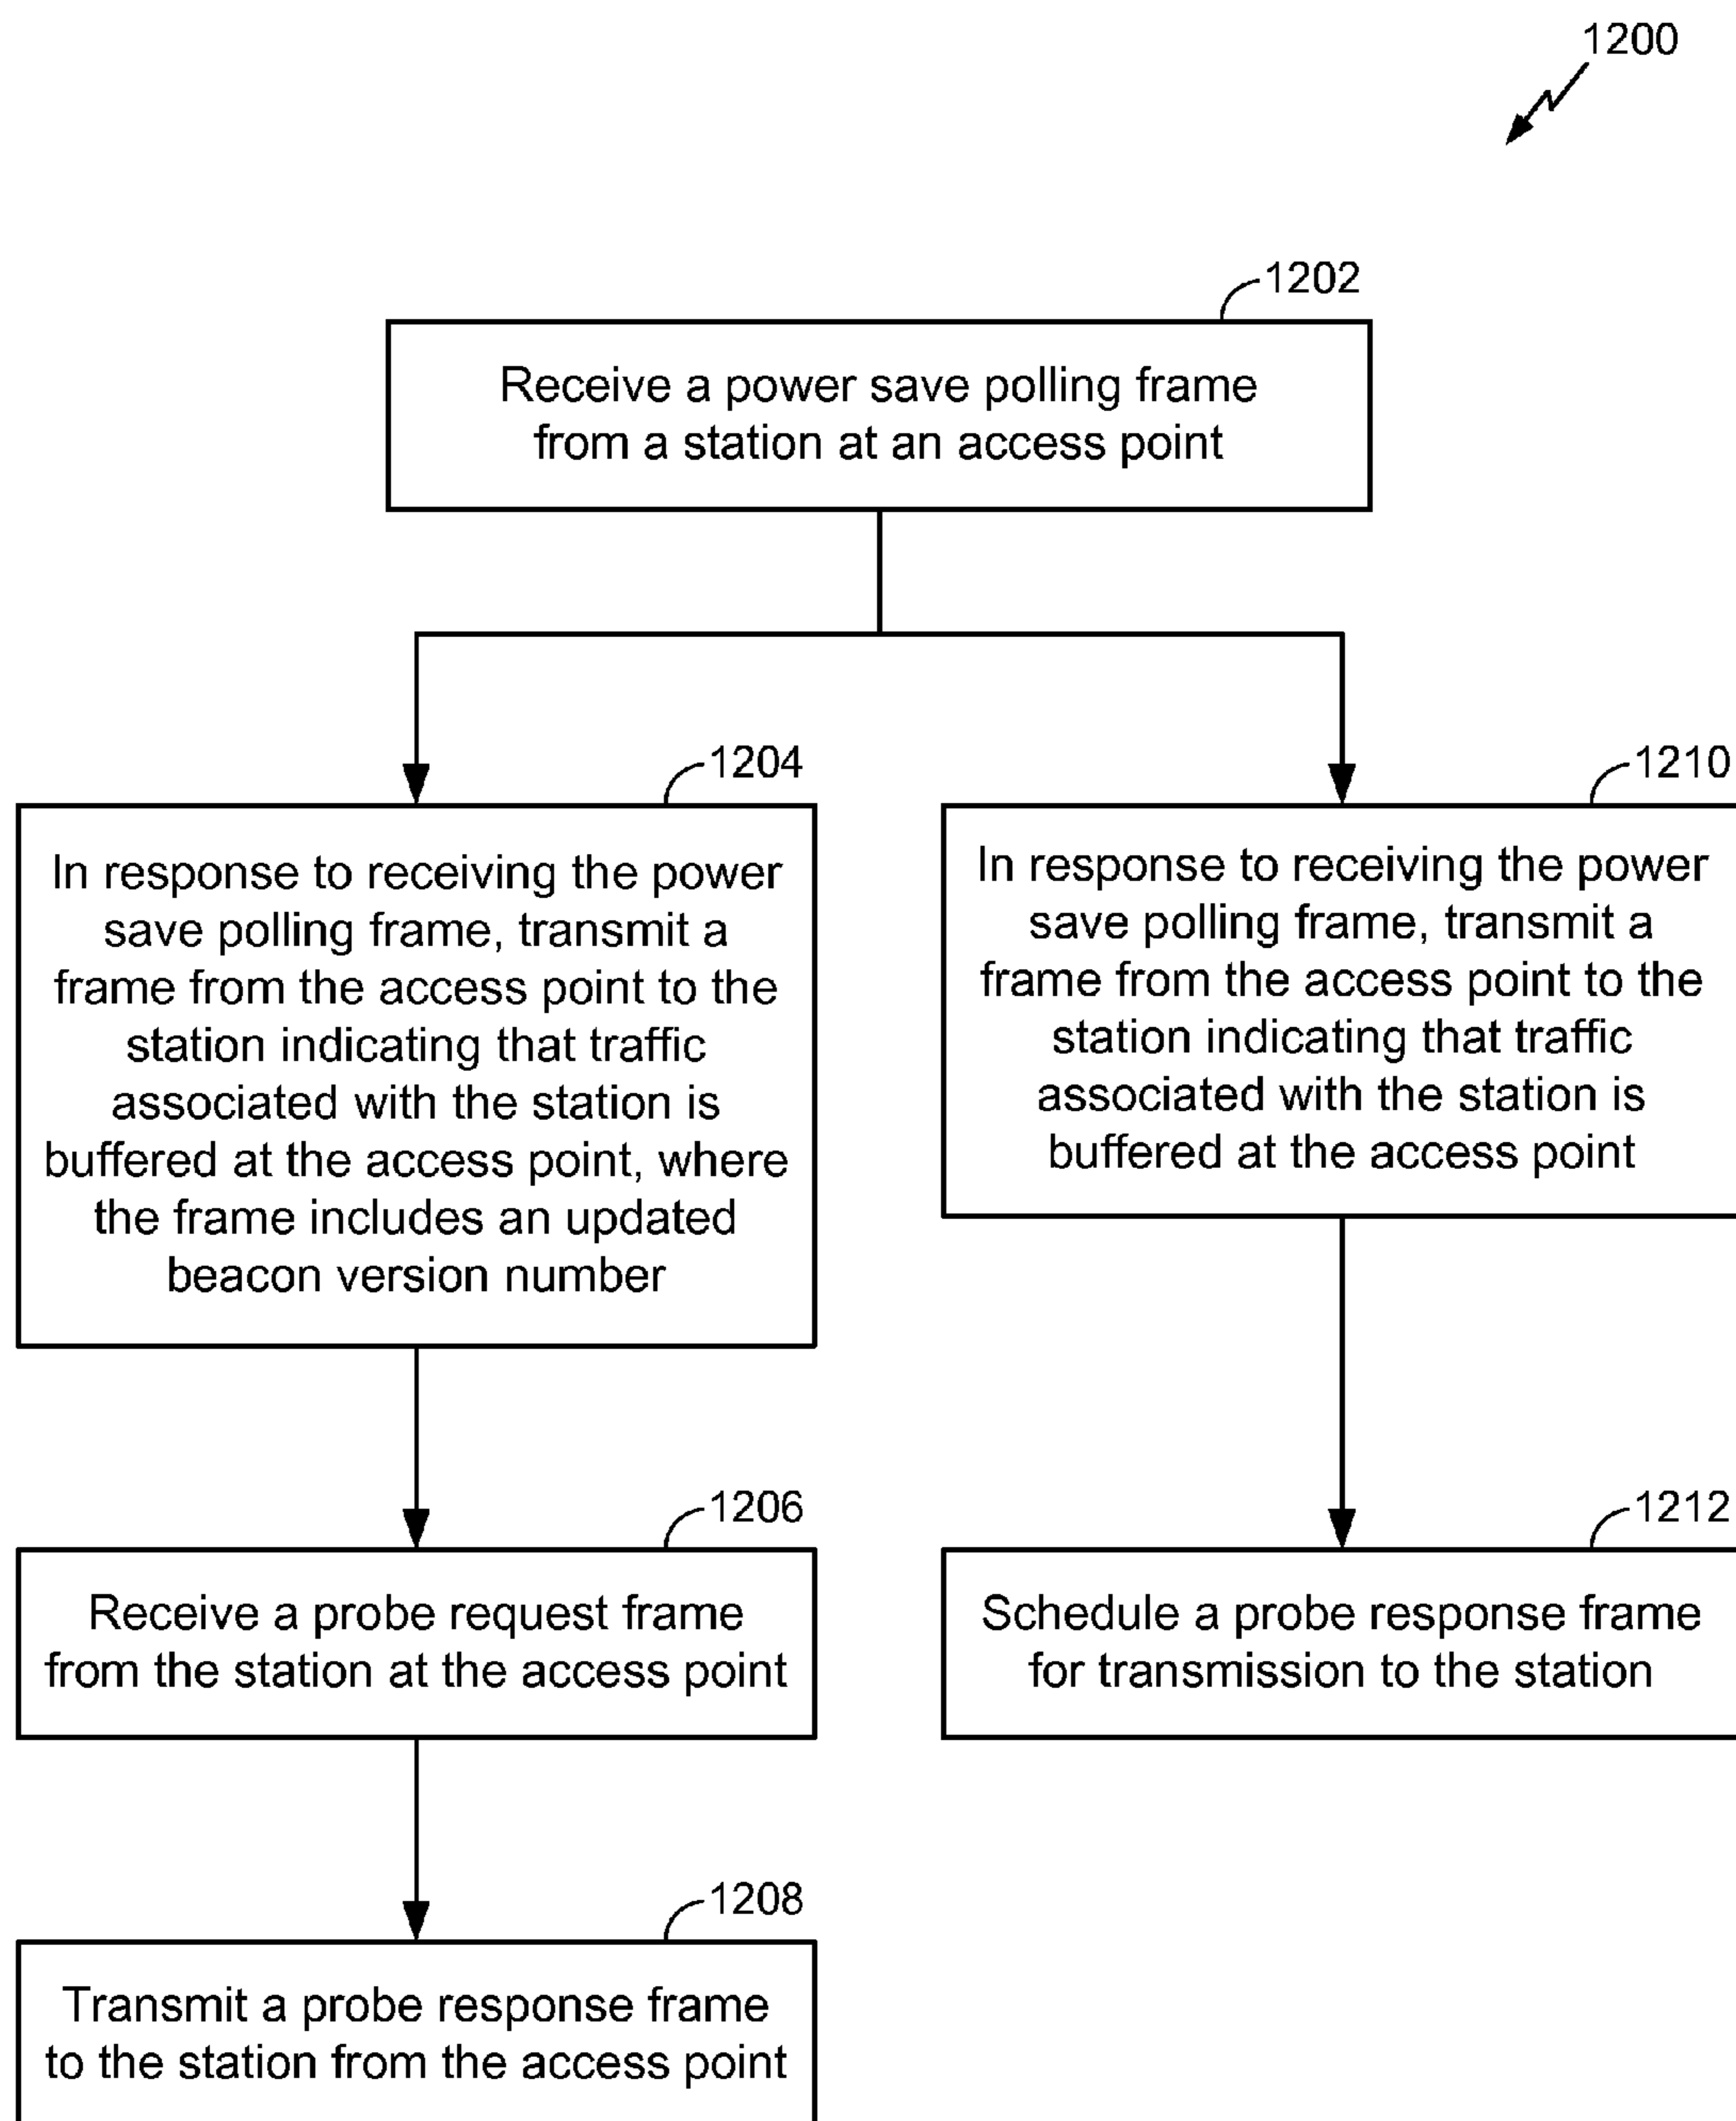 1200
1202
Receive a power save polling frame
from a station at an access point
1204
In response to receiving the power
save polling frame, transmit a
frame from the access point to the
station indicating that traffic
associated with the station is
buffered at the access point, where
the frame includes an updated
beacon version number
1210
In response to receiving the power
save polling frame, transmit a
frame from the access point to the
station indicating that traffic
associated with the station is
buffered at the access point
1206
Receive a probe request frame
from the station at the access point
1212
Schedule a probe response frame
for transmission to the station
1208
Transmit a probe response frame
to the station from the access point